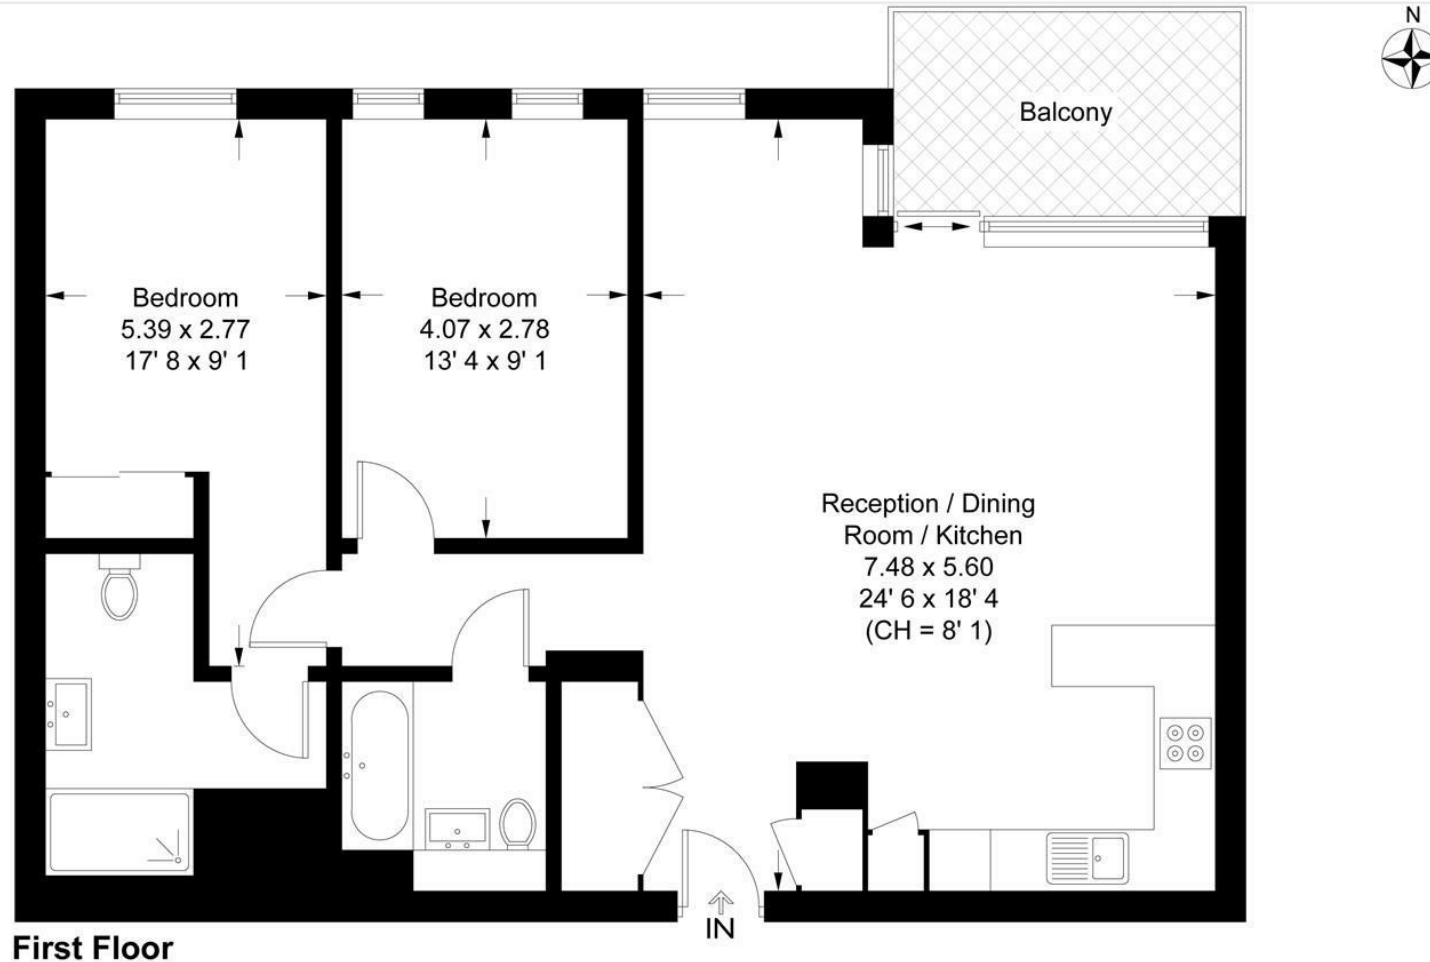 N
Balcony
Bedroom
5.39 x 2.77
17' 8 x 9' 1
Bedroom
4.07 x 2.78
13' 4 x 9' 1
Reception / Dining
Room / Kitchen
7.48 x 5.60
24' 6 x 18' 4
(CH = 8' 1)
IN
First Floor